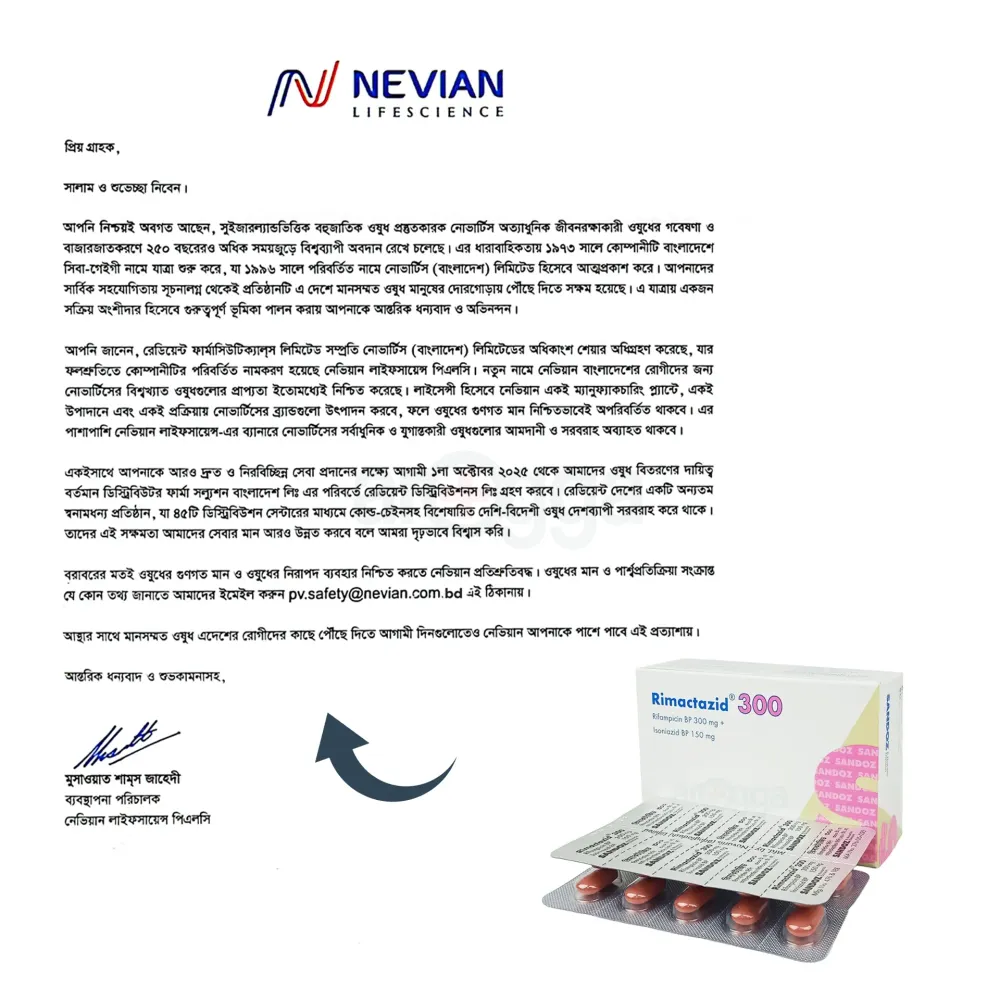 NEVIAN
LIFESCIENCE
প্রিয় গ্রাহক,
সালাম ও শুভেচ্ছা নিবেন।
আপনি নিশ্চয়ই অবগত আছেন, সুইজারল্যান্ডভিত্তিক বহুজাতিক ওষুধ প্রস্তুতকারক নোভার্টিস অত্যাধুনিক জীবনরক্ষাকারী ওষুধের গবেষণা ও
বাজারজাতকরণে ২৫০ বছরেরও অধিক সময়জুড়ে বিশ্বব্যাপী অবদান রেখে চলেছে। এর ধারাবাহিকতায় ১৯৭৩ সালে কোম্পানীটি বাংলাদেশে
সিবা-গেইগী নামে যাত্রা শুরু করে, যা ১৯৯৬ সালে পরিবর্তিত নামে নোভার্টিস (বাংলাদেশ) লিমিটেড হিসেবে আত্মপ্রকাশ করে। আপনাদের
সার্বিক সহযোগিতায় সূচনালগ্ন থেকেই প্রতিষ্ঠানটি এ দেশে মানসম্মত ওষুধ মানুষের দোরগোড়ায় পৌঁছে দিতে সক্ষম হয়েছে। এ যাত্রায় একজন
সক্রিয় অংশীদার হিসেবে গুরুত্বপূর্ণ ভূমিকা পালন করায় আপনাকে আন্তরিক ধন্যবাদ ও অভিনন্দন।
আপনি জানেন, রেডিয়েন্ট ফার্মাসিউটিক্যাল্‌স লিমিটেড সম্প্রতি নোভার্টিস (বাংলাদেশ) লিমিটেডের অধিকাংশ শেয়ার অধিগ্রহণ করেছে, যার
ফলশ্রুতিতে কোম্পানীটির পরিবর্তিত নামকরণ হয়েছে নেভিয়ান লাইফসায়েন্স পিএলসি। নতুন নামে নেভিয়ান বাংলাদেশের রোগীদের জন্য
নোভার্টিসের বিশ্বখ্যাত ওষুধগুলোর প্রাপ্যতা ইতোমধ্যেই নিশ্চিত করেছে। লাইসেন্সী হিসেবে নেভিয়ান একই ম্যানুফ্যাকচারিং প্ল্যান্টে, একই
উপাদানে এবং একই প্রক্রিয়ায় নোভার্টিসের ব্র্যান্ডগুলো উৎপাদন করবে, ফলে ওষুধের গুণগত মান নিশ্চিতভাবেই অপরিবর্তিত থাকবে। এর
পাশাপাশি নেভিয়ান লাইফসায়েন্স-এর ব্যানারে নোভার্টিসের সর্বাধুনিক ও যুগান্তকারী ওষুধগুলোর আমদানী ও সরবরাহ অব্যাহত থাকবে।
একইসাথে আপনাকে আরও দ্রুত ও নিরবিচ্ছিন্ন সেবা প্রদানের লক্ষ্যে আগামী ১লা অক্টোবর ২০২৫ থেকে আমাদের ওষুধ বিতরণের দায়িত্ব
বর্তমান ডিস্ট্রিবিউটর ফার্মা সল্যুশন বাংলাদেশ লিঃ এর পরিবর্তে রেডিয়েন্ট ডিস্ট্রিবিউশনস লিঃ গ্রহণ করবে। রেডিয়েন্ট দেশের একটি অন্যতম
স্বনামধন্য প্রতিষ্ঠান, যা ৪৫টি ডিস্ট্রিবিউশন সেন্টারের মাধ্যমে কোল্ড-চেইনসহ বিশেষায়িত দেশি-বিদেশী ওষুধ দেশব্যাপী সরবরাহ করে থাকে।
তাদের এই সক্ষমতা আমাদের সেবার মান আরও উন্নত করবে বলে আমরা দৃঢ়ভাবে বিশ্বাস করি।
বরাবরের মতই ওষুধের গুণগত মান ও ওষুধের নিরাপদ ব্যবহার নিশ্চিত করতে নেভিয়ান প্রতিশ্রুতিবদ্ধ। ওষুধের মান ও পার্শ্বপ্রতিক্রিয়া সংক্রান্ত
যে কোন তথ্য জানাতে আমাদের ইমেইল করুন pv.safety@nevian.com.bd এই ঠিকানায়।
আস্থার সাথে মানসম্মত ওষুধ এদেশের রোগীদের কাছে পৌঁছে দিতে আগামী দিনগুলোতেও নেভিয়ান আপনাকে পাশে পাবে এই প্রত্যাশায়।
আন্তরিক ধন্যবাদ ও শুভকামনাসহ,
মুসাওয়াত শাম্‌স জাহেদী
ব্যবস্থাপনা পরিচালক
নেভিয়ান লাইফসায়েন্স পিএলসি
Rimactazid® 300
Rifampicin BP 300 mg +
Isoniazid BP 150 mg
SANDOZ
SANDOZ
SANDOZ
Rimactazid® 300
SANDOZ